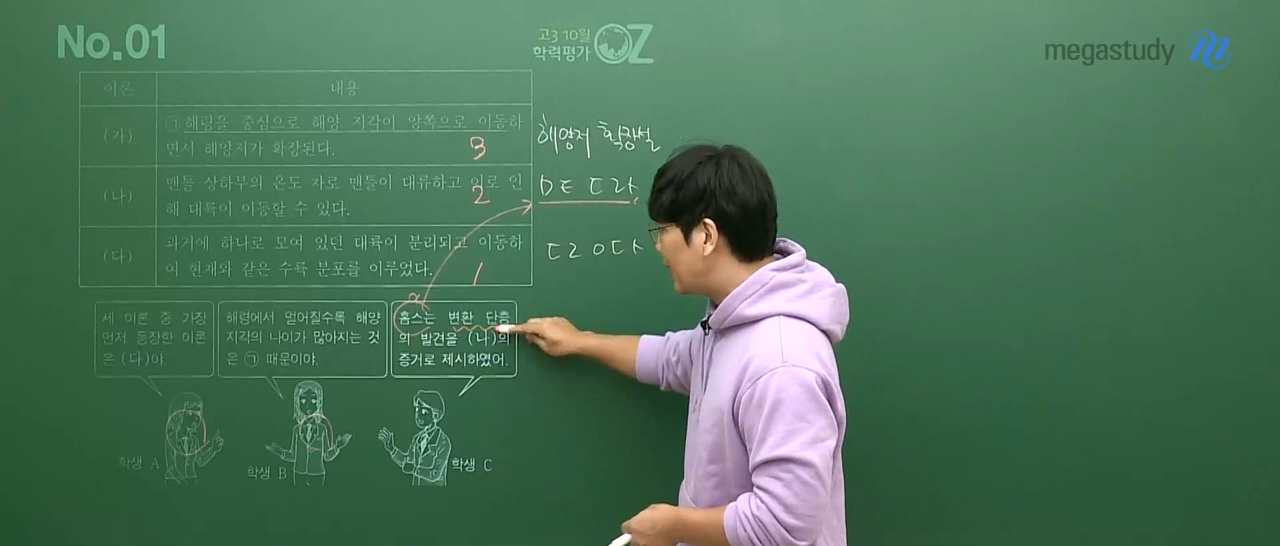 No.01
고3 10월
학력평가 OZ
megastudy
이론 내용
(가) ㉠해령을 중심으로 해양 지각이 양쪽으로 이동하
면서 해양저가 확장된다.
3
해양저 확장설
(나) 맨틀 상하부의 온도 차로 맨틀이 대류하고 이로 인
해 대륙이 이동할 수 있다.
2
(다) 과거에 하나로 모여 있던 대륙이 분리되고 이동하
여 현재와 같은 수륙 분포를 이루었다.
1
세 이론 중 가장
먼저 등장한 이론
은 (다)야.
해령에서 멀어질수록 해양
지각의 나이가 많아지는 것
은 ㉠ 때문이야.
홈스는 변환 단층
의 발견을 (나)의
증거로 제시하였어.
학생 A
학생 B
학생 C